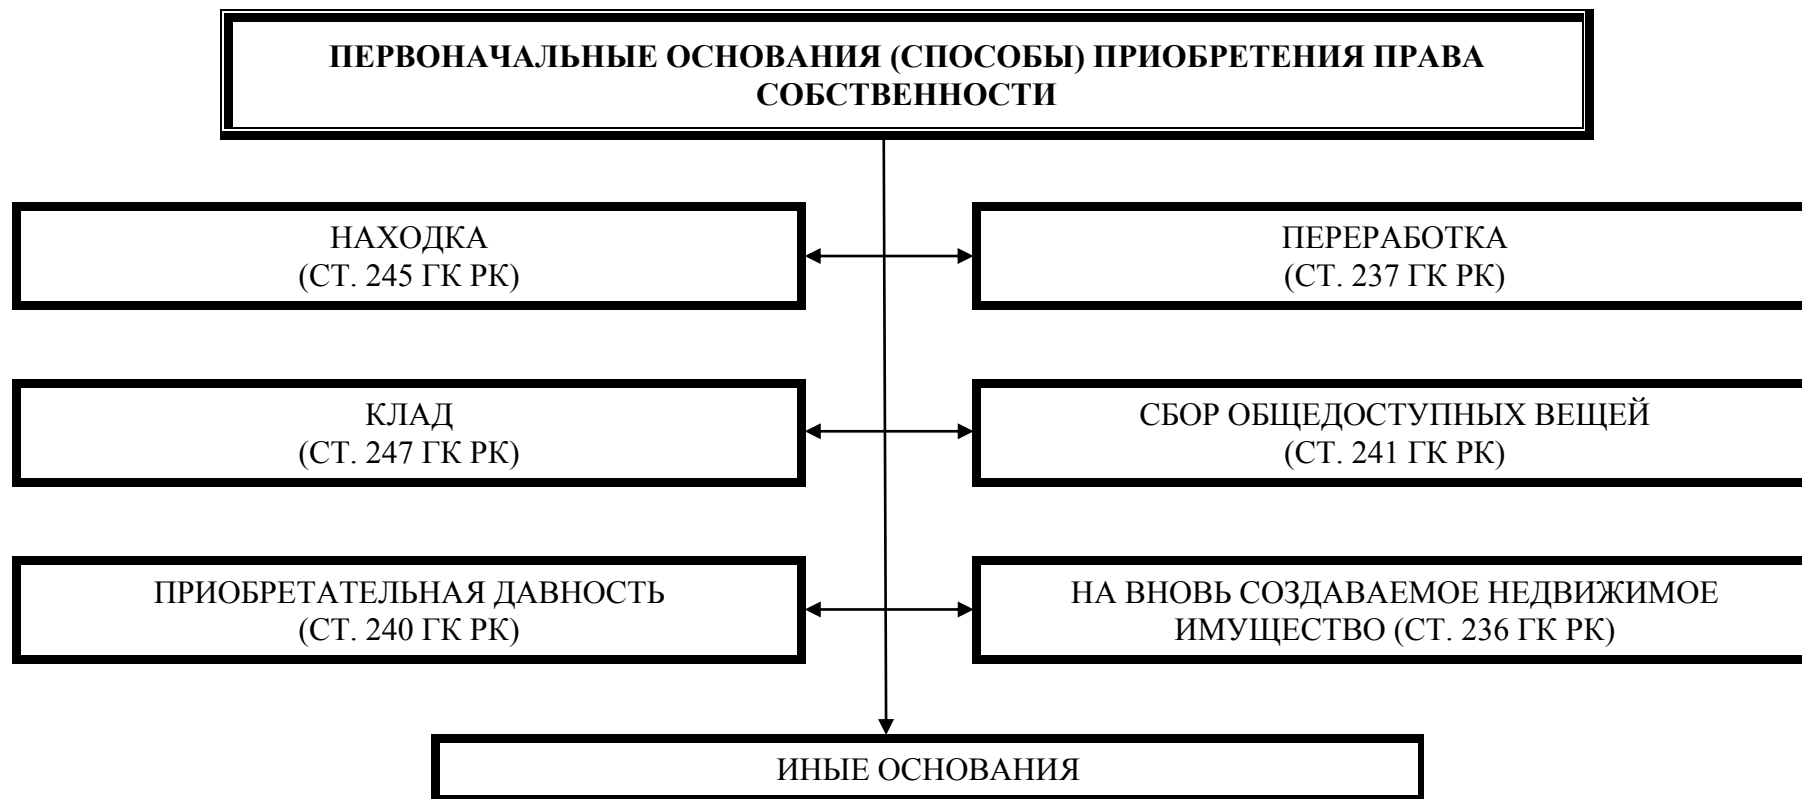 ПЕРВОНАЧАЛЬНЫЕ ОСНОВАНИЯ (СПОСОБЫ) ПРИОБРЕТЕНИЯ ПРАВА
СОБСТВЕННОСТИ
НАХОДКА
(СТ. 245 ГК РК)
ПЕРЕРАБОТКА
(СТ. 237 ГК РК)
КЛАД
(СТ. 247 ГК РК)
СБОР ОБЩЕДОСТУПНЫХ ВЕЩЕЙ
(СТ. 241 ГК РК)
ПРИОБРЕТАТЕЛЬНАЯ ДАВНОСТЬ
(СТ. 240 ГК РК)
НА ВНОВЬ СОЗДАВАЕМОЕ НЕДВИЖИМОЕ
ИМУЩЕСТВО (СТ. 236 ГК РК)
ИНЫЕ ОСНОВАНИЯ